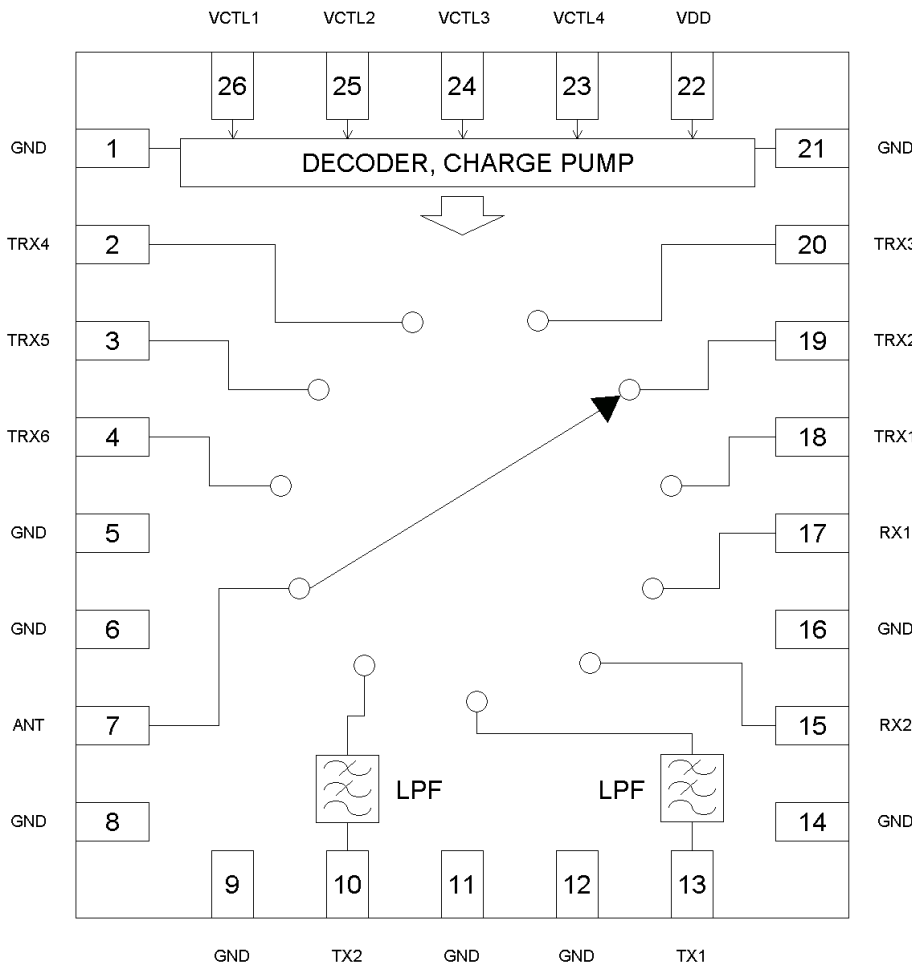 VCTL1 VCTL2 VCTL3 VCTL4 VDD
26 25 24 23 22
GND 1 DECODER, CHARGE PUMP 21 GND
TRX4 2 20 TRX3
TRX5 3 19 TRX2
TRX6 4 18 TRX1
GND 5 17 RX1
GND 6 16 GND
ANT 7 15 RX2
LPF LPF
GND 8 14 GND
9 10 11 12 13
GND TX2 GND GND TX1